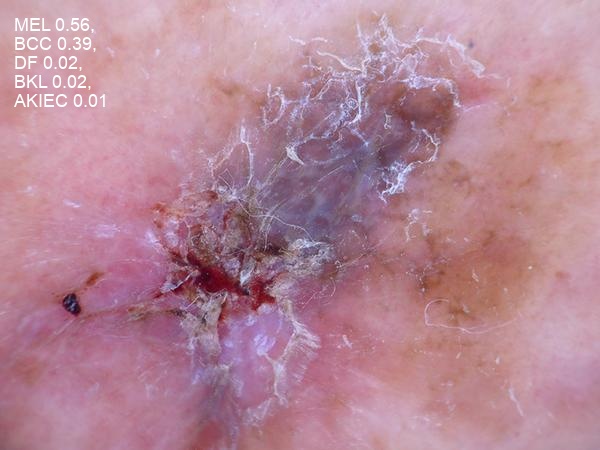 MEL 0.56,
BCC 0.39,
DF 0.02,
BKL 0.02,
AKIEC 0.01